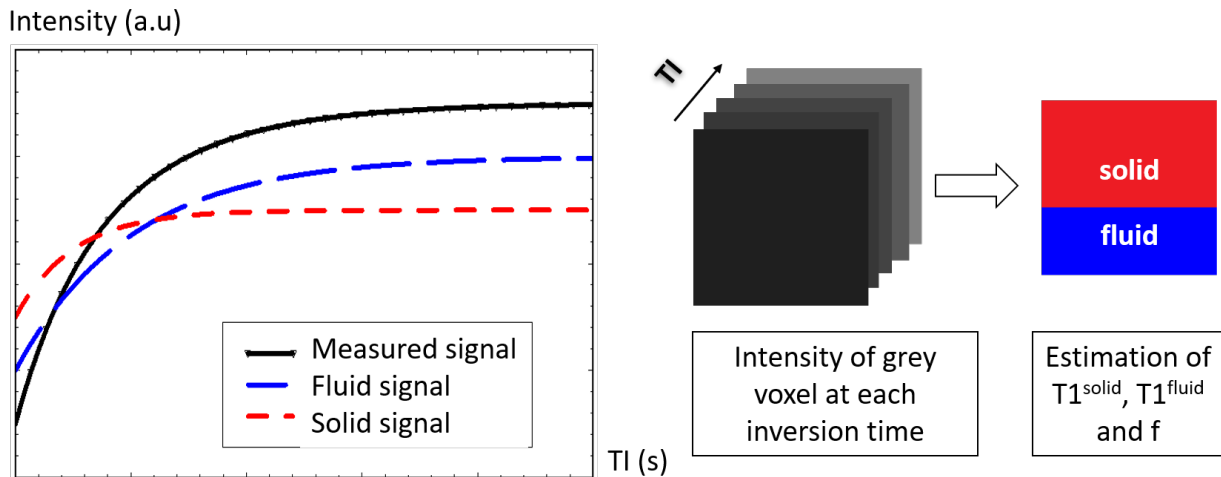 Intensity (a.u)
Measured signal
Fluid signal
Solid signal
TI (s)
TI
solid
fluid
Intensity of grey
voxel at each
inversion time
Estimation of
T1solid, T1fluid
and f